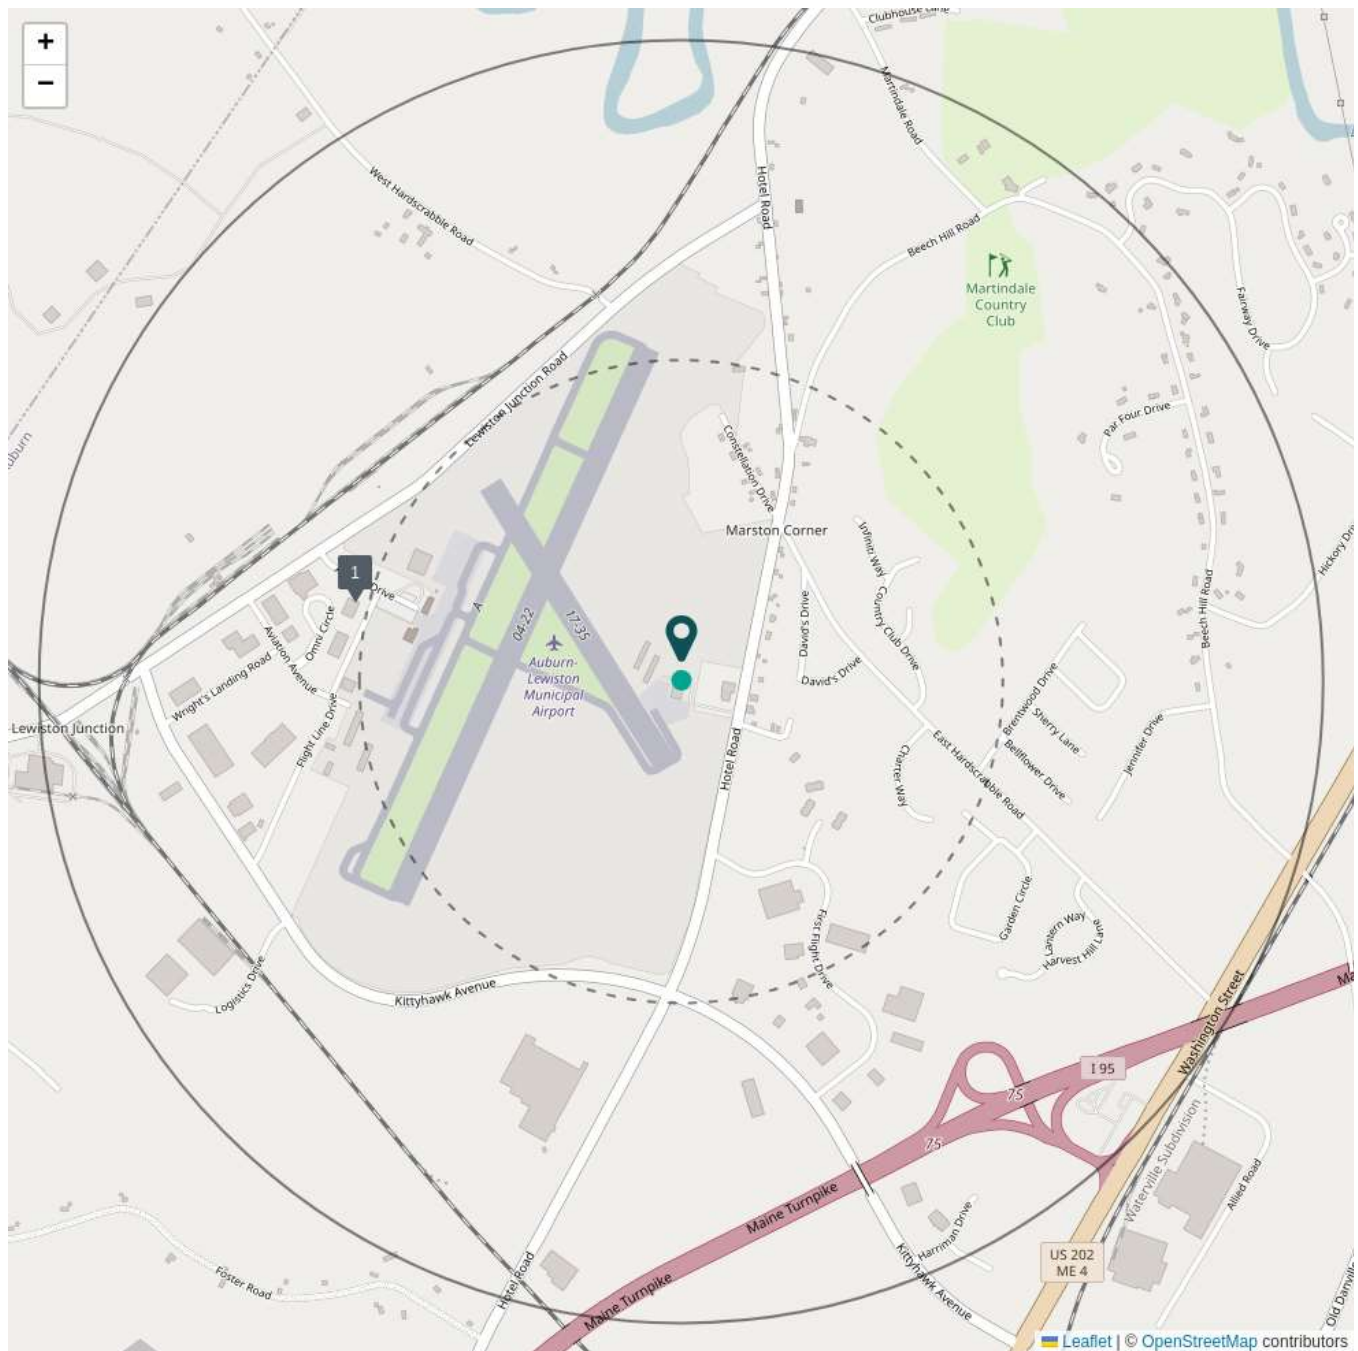 +
−
Clubhouse Lane
Martindale Road
West Hardscrabble Road
Hotel Road
Beech Hill Road
Martindale
Country
Club
Fairway Drive
Lewiston Junction Road
Par Four Drive
Constellation Drive
Marston Corner
Infiniti Way
Country Club Drive
Hickory Dri
Beech Hill Road
1
Drive
A
04-22
17-35
Omni Circle
Aviation Avenue
Wright's Landing Road
Flight Line Drive
Auburn-
Lewiston
Municipal
Airport
David's Drive
David's Drive
Brentwood Drive
Sherry Lane
Bellflower Drive
Jennifer Drive
Lewiston Junction
Hotel Road
Charter Way
East Hardscrabble Road
Garden Circle
Lantern Way
Harvest Hill Lane
First Flight Drive
Logistics Drive
Kittyhawk Avenue
Washington Street
Ma
I 95
75
75
Maine Turnpike
Waterville Subdivision
Allied Road
Harriman Drive
Kittyhawk Avenue
US 202
ME 4
Foster Road
Hotel Road
Maine Turnpike
Old Danville
Leaflet | © OpenStreetMap contributors